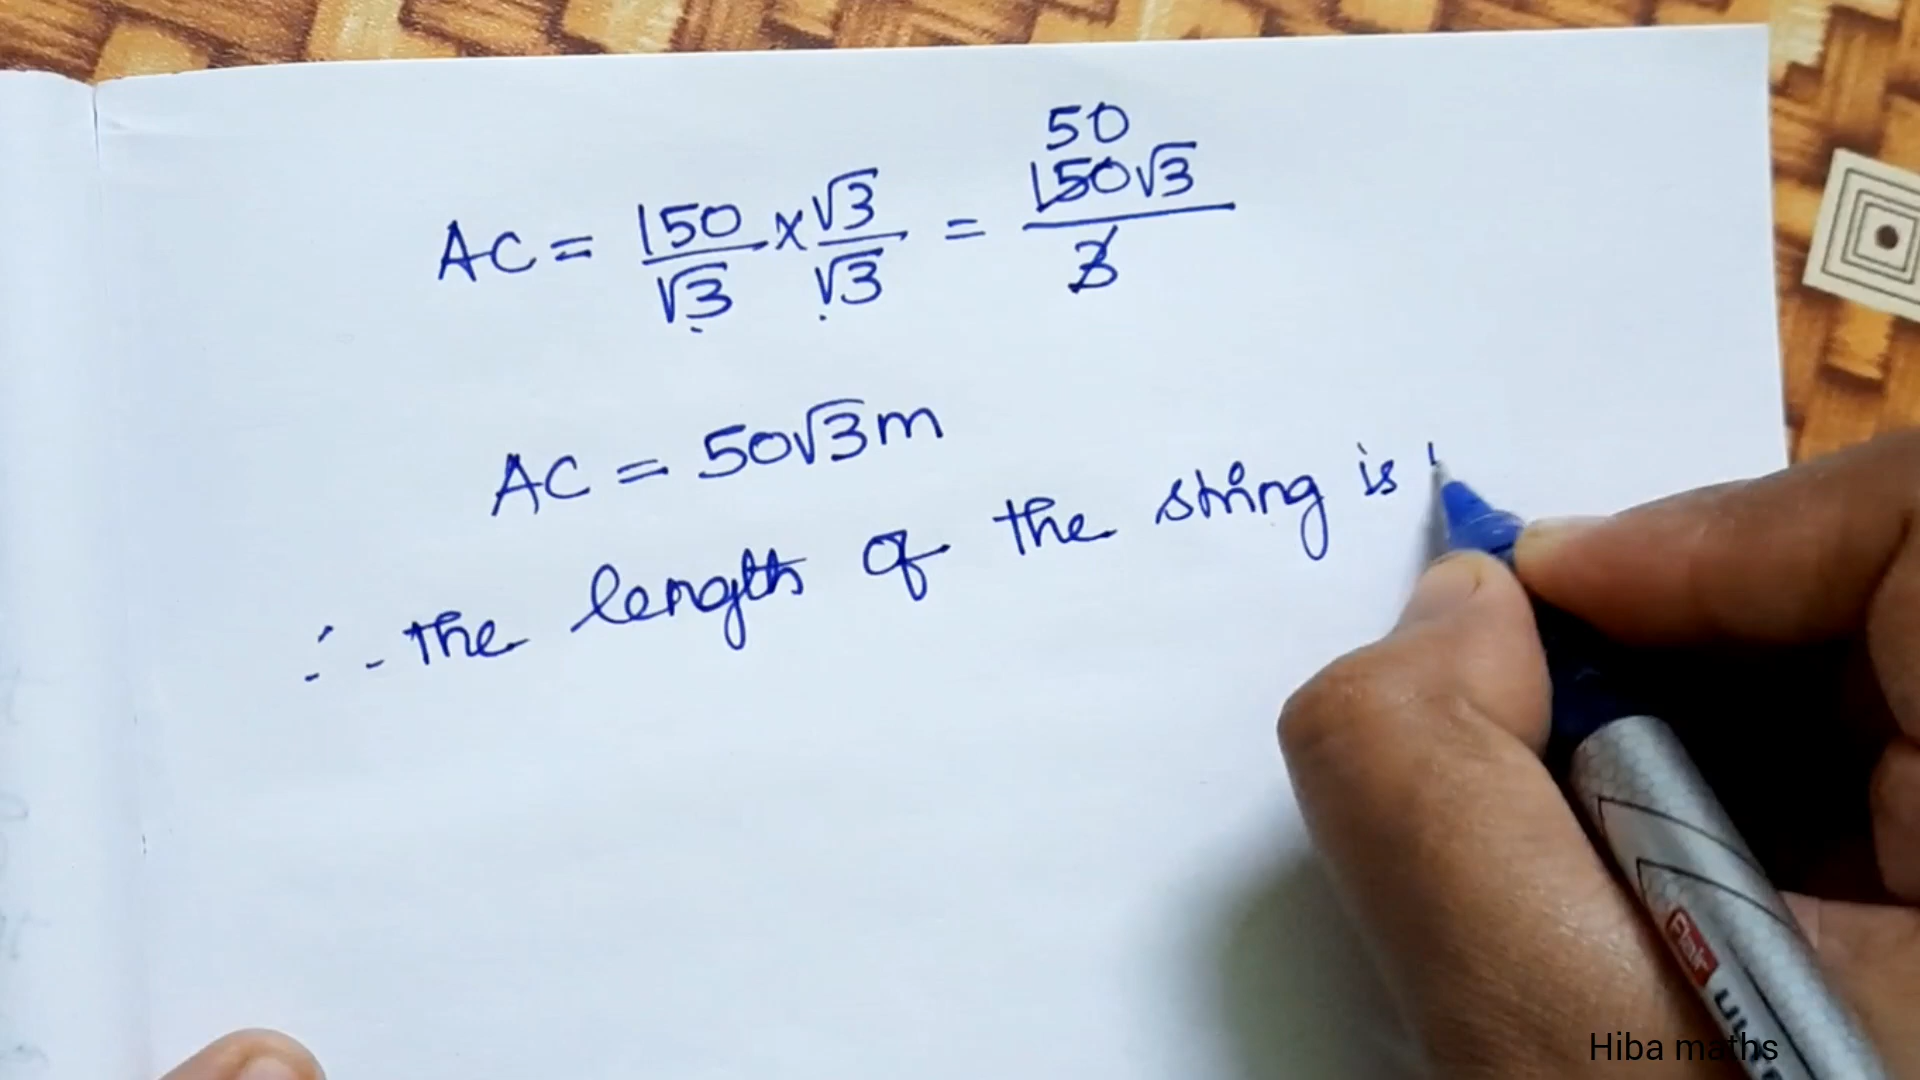 50
AC = 150/√3 × √3/√3 = 150√3/3
AC = 50√3 m
∴ The length of the string is
Flair
Hiba maths